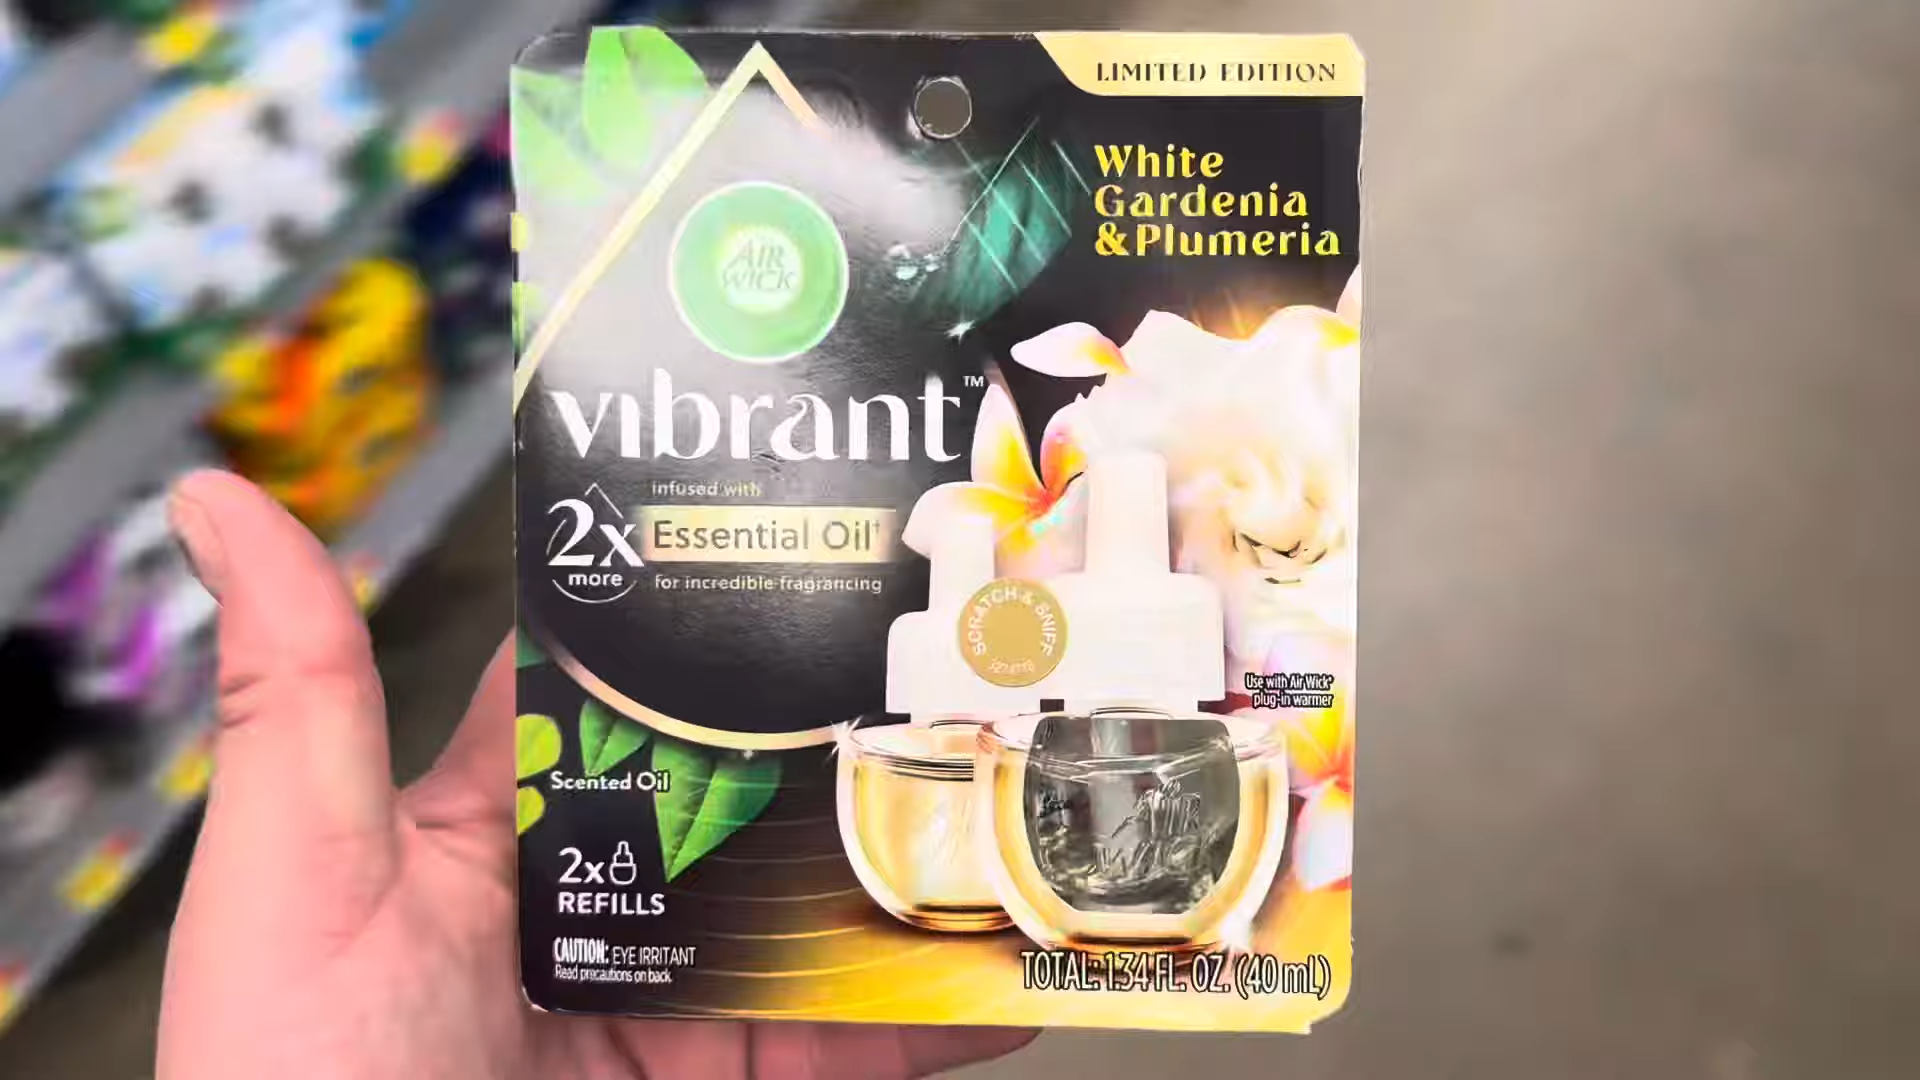 LIMITED EDITION
White
Gardenia
&Plumeria
AIR
WICK
vibrant™
infused with
2x
more
Essential Oil†
for incredible fragrancing
SCRATCH & SNIFF
Use with Air Wick®
plug-in warmer
Scented Oil
2x
REFILLS
AIR
WICK
CAUTION: EYE IRRITANT
Read precautions on back.
TOTAL: 1.34 FL. OZ. (40 mL)